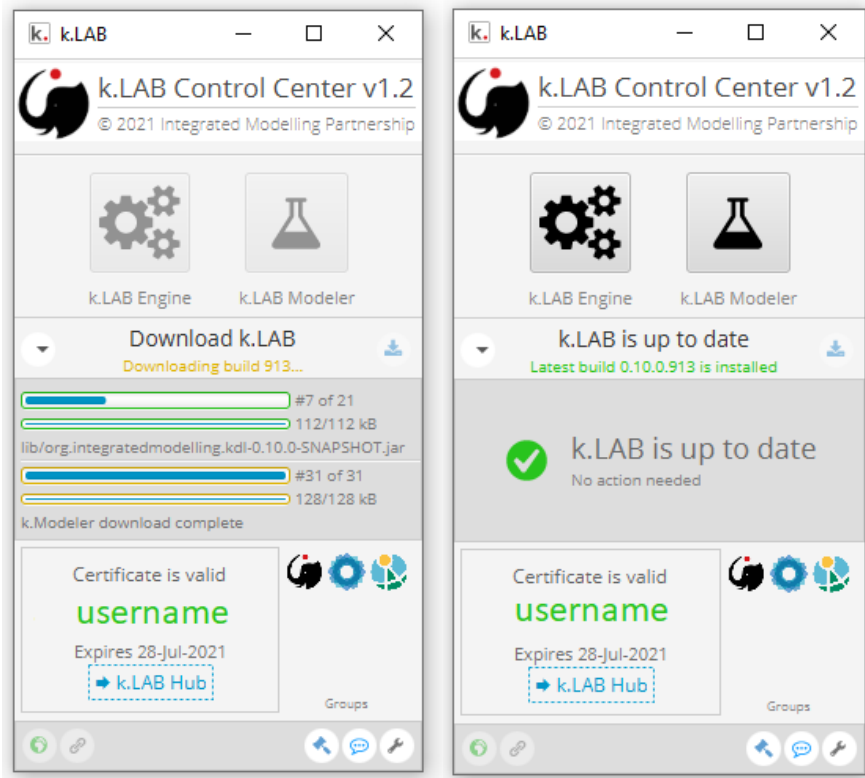 k. k.LAB
k.LAB Control Center v1.2
© 2021 Integrated Modelling Partnership
k.LAB Engine k.LAB Modeler
Download k.LAB
Downloading build 913...
#7 of 21
112/112 kB
lib/org.integratedmodelling.kdl-0.10.0-SNAPSHOT.jar
#31 of 31
128/128 kB
k.Modeler download complete
Certificate is valid
username
Expires 28-Jul-2021
k.LAB Hub
Groups
k. k.LAB
k.LAB Control Center v1.2
© 2021 Integrated Modelling Partnership
k.LAB Engine k.LAB Modeler
k.LAB is up to date
Latest build 0.10.0.913 is installed
k.LAB is up to date
No action needed
Certificate is valid
username
Expires 28-Jul-2021
k.LAB Hub
Groups